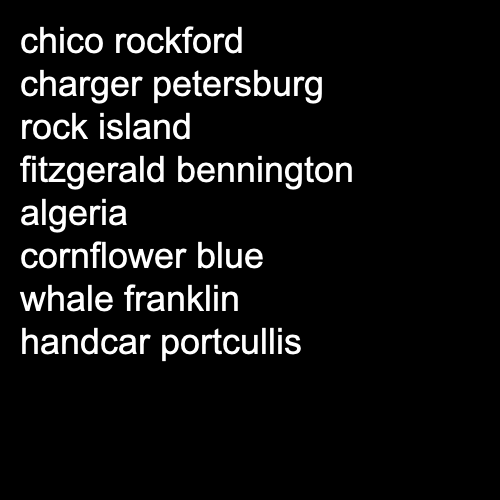 chico rockford
charger petersburg
rock island
fitzgerald bennington
algeria
cornflower blue
whale franklin
handcar portcullis